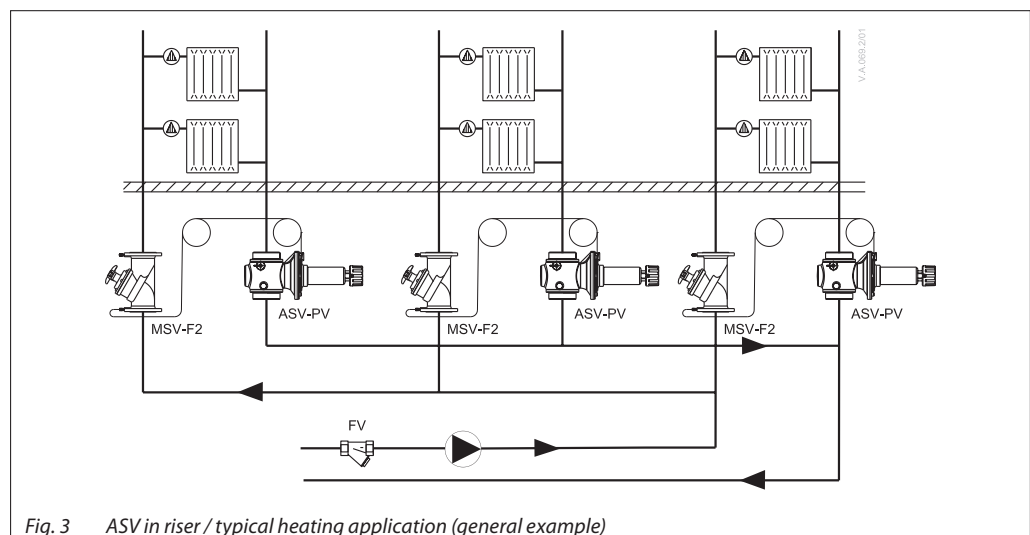 V.A.069.2/01
MSV-F2
ASV-PV
MSV-F2
ASV-PV
MSV-F2
ASV-PV
FV
Fig. 3 ASV in riser / typical heating application (general example)